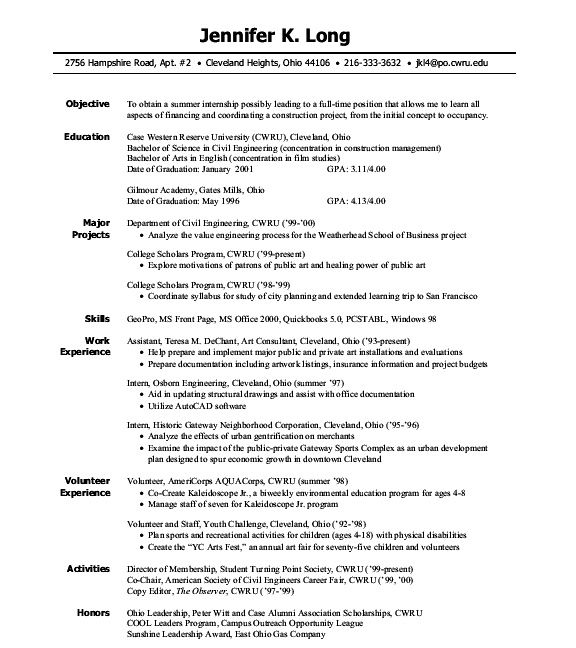 Jennifer K. Long
2756 Hampshire Road, Apt. #2 • Cleveland Heights, Ohio 44106 • 216-333-3632 • jkl4@po.cwru.edu
Objective To obtain a summer internship possibly leading to a full-time position that allows me to learn all
aspects of financing and coordinating a construction project, from the initial concept to occupancy.
Education Case Western Reserve University (CWRU), Cleveland, Ohio
Bachelor of Science in Civil Engineering (concentration in construction management)
Bachelor of Arts in English (concentration in film studies)
Date of Graduation: January 2001 GPA: 3.11/4.00
Gilmour Academy, Gates Mills, Ohio
Date of Graduation: May 1996 GPA: 4.13/4.00
Major Department of Civil Engineering, CWRU ('99-'00)
Projects • Analyze the value engineering process for the Weatherhead School of Business project
College Scholars Program, CWRU ('99-present)
• Explore motivations of patrons of public art and healing power of public art
College Scholars Program, CWRU ('98-'99)
• Coordinate syllabus for study of city planning and extended learning trip to San Francisco
Skills GeoPro, MS Front Page, MS Office 2000, Quickbooks 5.0, PCSTABL, Windows 98
Work Assistant, Teresa M. DeChant, Art Consultant, Cleveland, Ohio ('93-present)
Experience • Help prepare and implement major public and private art installations and evaluations
• Prepare documentation including artwork listings, insurance information and project budgets
Intern, Osborn Engineering, Cleveland, Ohio (summer '97)
• Aid in updating structural drawings and assist with office documentation
• Utilize AutoCAD software
Intern, Historic Gateway Neighborhood Corporation, Cleveland, Ohio ('95-'96)
• Analyze the effects of urban gentrification on merchants
• Examine the impact of the public-private Gateway Sports Complex as an urban development
plan designed to spur economic growth in downtown Cleveland
Volunteer Volunteer, AmeriCorps AQUACorps, CWRU (summer '98)
Experience • Co-Create Kaleidoscope Jr., a biweekly environmental education program for ages 4-8
• Manage staff of seven for Kaleidoscope Jr. program
Volunteer and Staff, Youth Challenge, Cleveland, Ohio ('92-'98)
• Plan sports and recreational activities for children (ages 4-18) with physical disabilities
• Create the "YC Arts Fest," an annual art fair for seventy-five children and volunteers
Activities Director of Membership, Student Turning Point Society, CWRU ('99-present)
Co-Chair, American Society of Civil Engineers Career Fair, CWRU ('99, '00)
Copy Editor, The Observer, CWRU ('97-'99)
Honors Ohio Leadership, Peter Witt and Case Alumni Association Scholarships, CWRU
COOL Leaders Program, Campus Outreach Opportunity League
Sunshine Leadership Award, East Ohio Gas Company